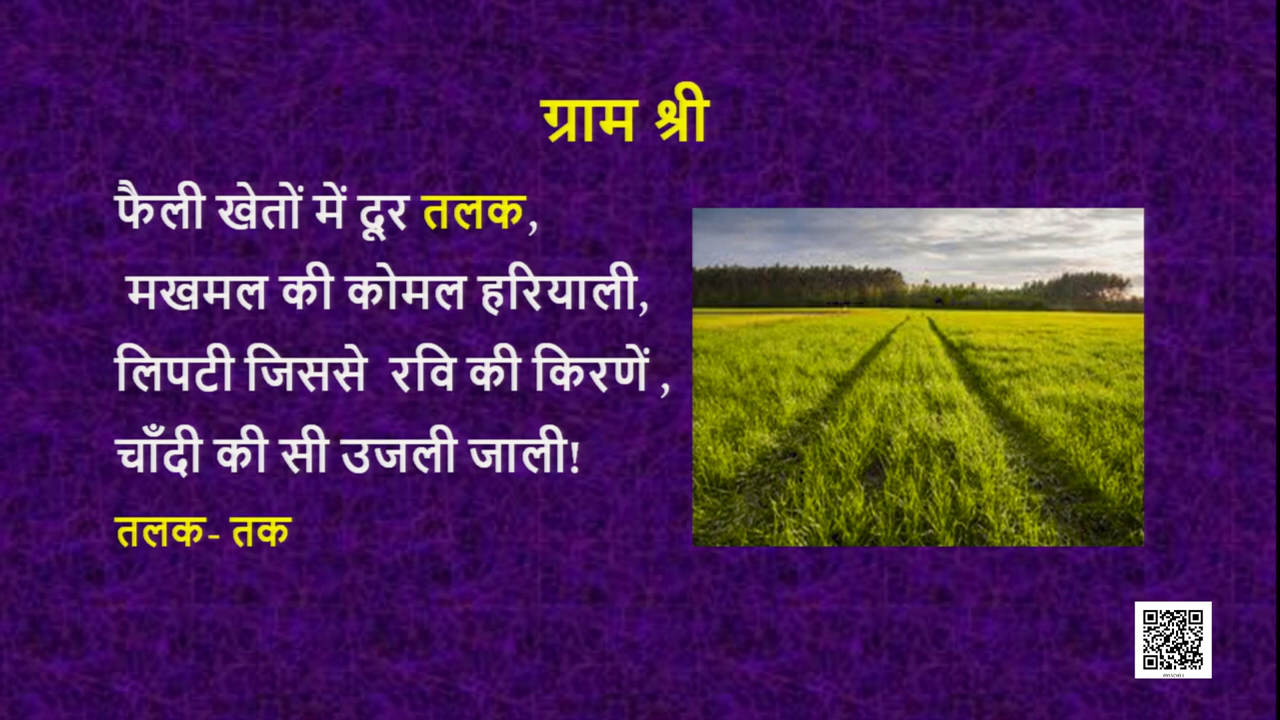 ग्राम श्री
फैली खेतों में दूर तलक,
मखमल की कोमल हरियाली,
लिपटी जिससे रवि की किरणें ,
चाँदी की सी उजली जाली!
तलक- तक